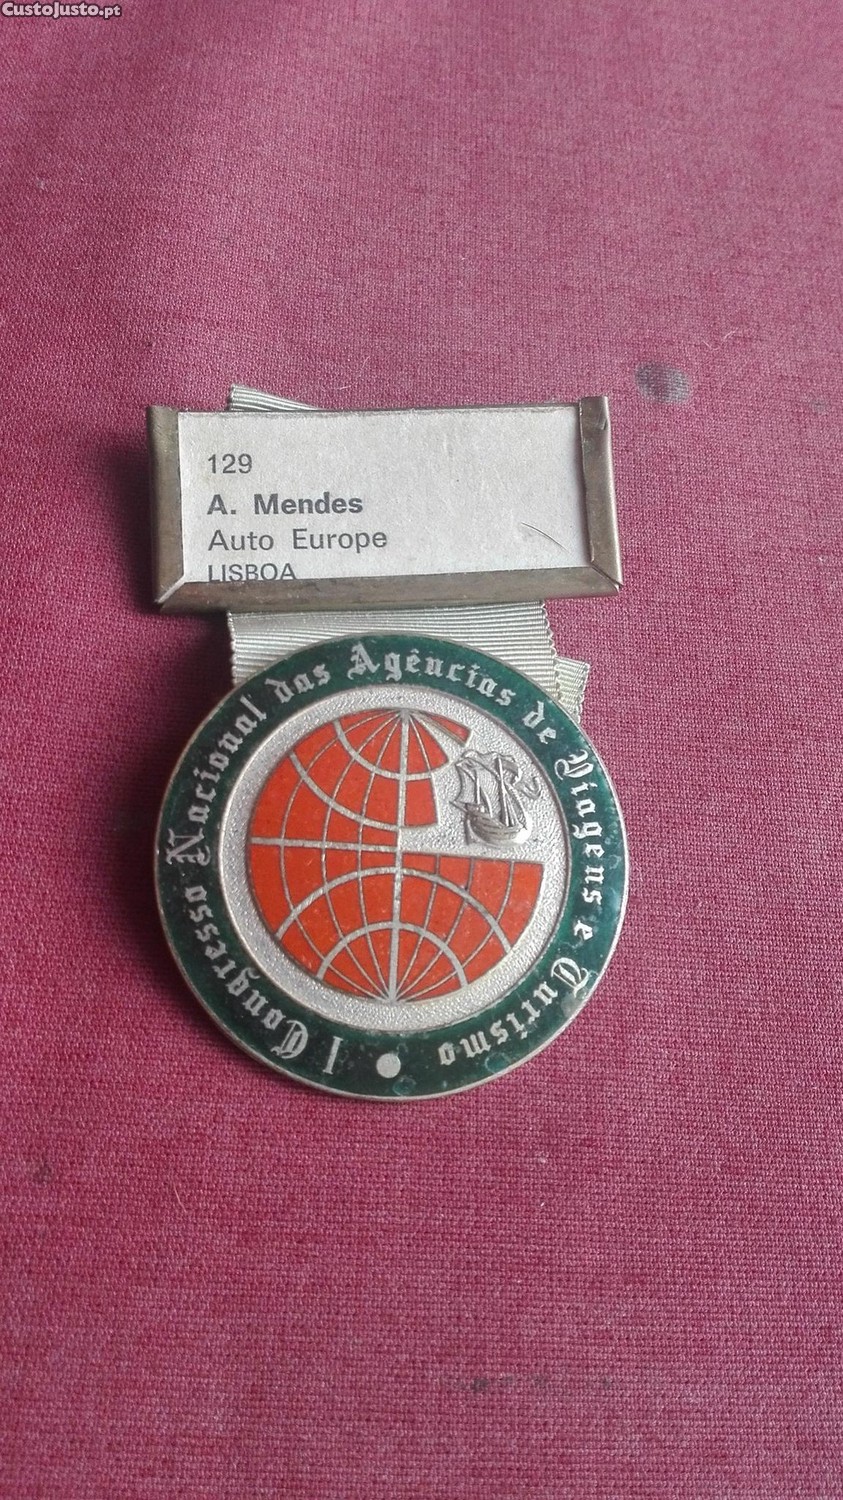 CustoJusto.pt
129
A. Mendes
Auto Europe
LISBOA
I Congresso Nacional das Agências de Viagens e Turismo